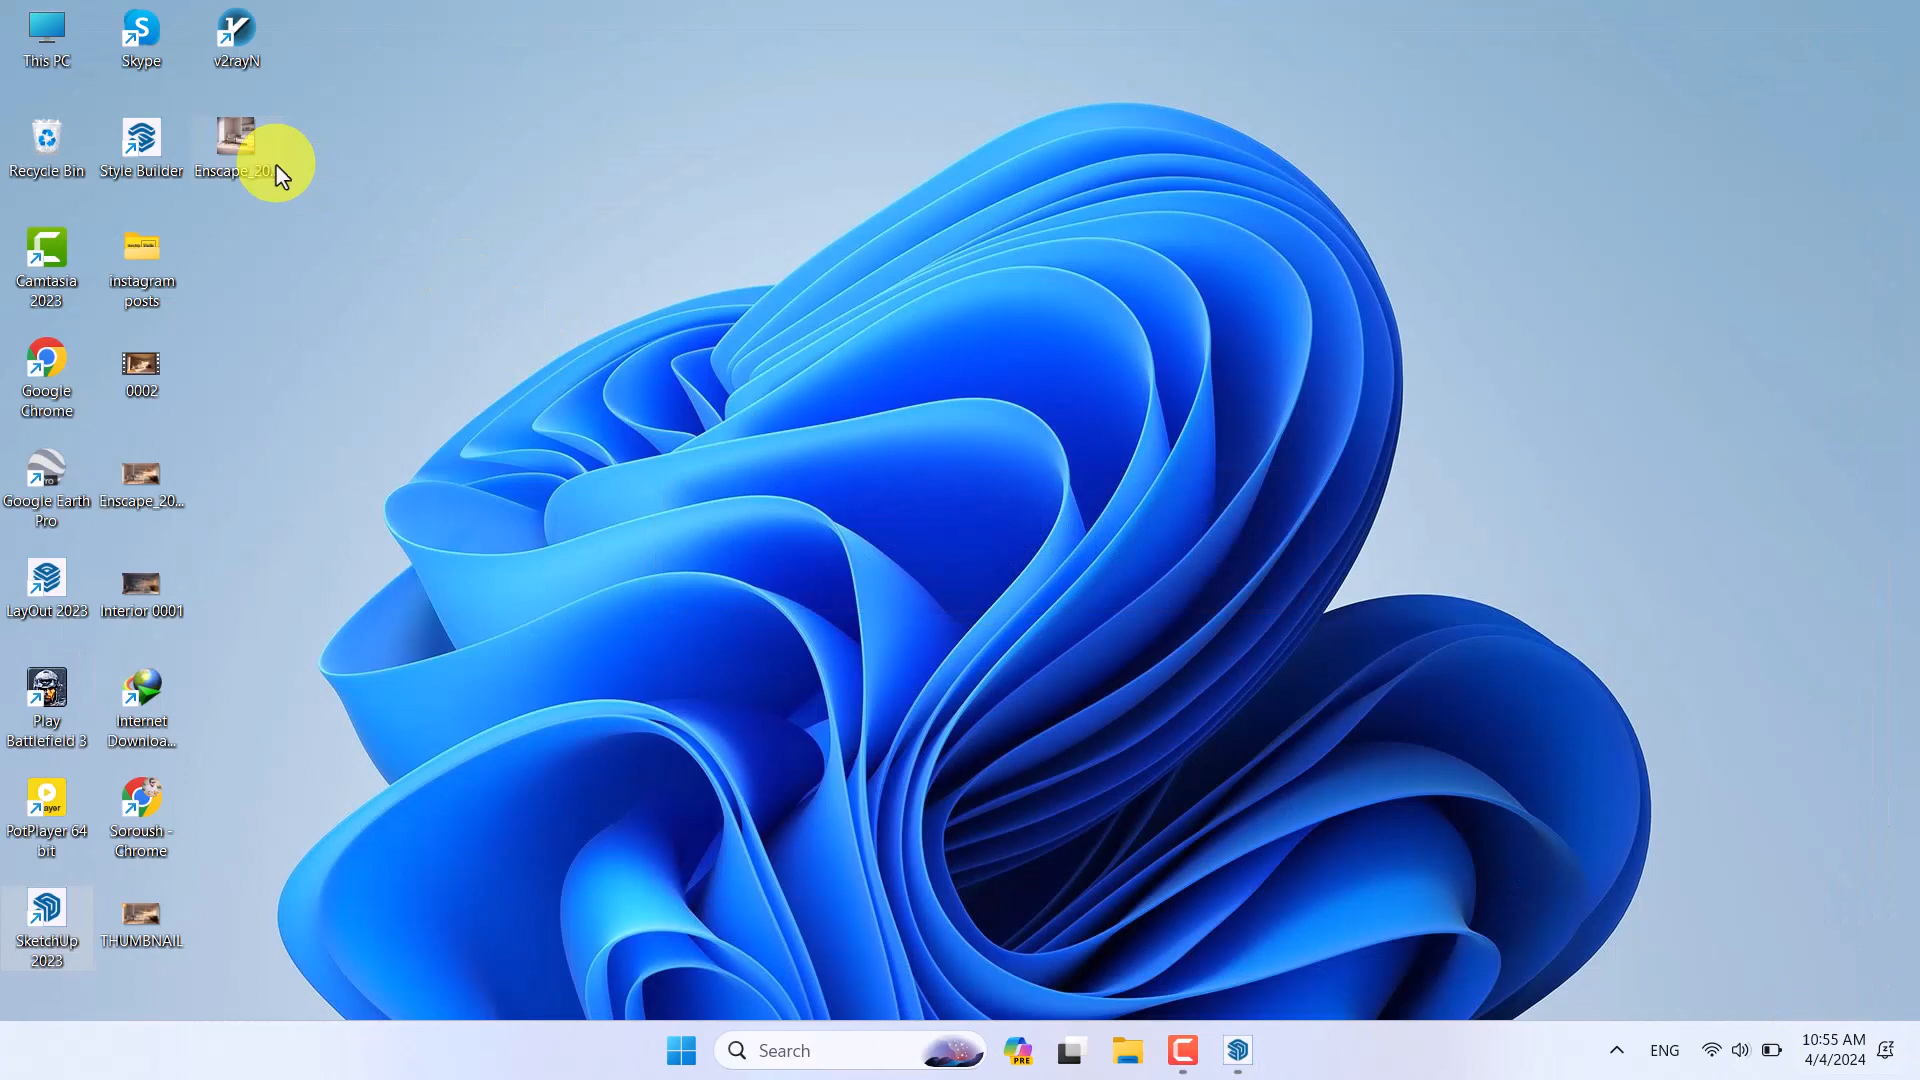 This PC
Skype
v2rayN
Recycle Bin
Style Builder
Enscape_20...
Camtasia
2023
instagram
posts
Google
Chrome
0002
Google Earth
Pro
Enscape_20...
LayOut 2023
Interior 0001
Play
Battlefield 3
Internet
Downloa...
PotPlayer 64
bit
Soroush -
Chrome
SketchUp
2023
THUMBNAIL
Search
PRE
ENG
10:55 AM
4/4/2024